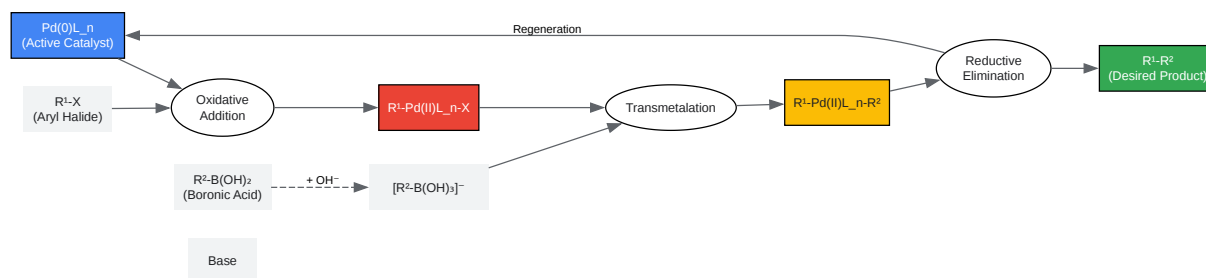 Pd(0)L_n
(Active Catalyst)
Regeneration
Reductive
Elimination
R¹-R²
(Desired Product)
R¹-X
(Aryl Halide)
Oxidative
Addition
R¹-Pd(II)L_n-X
Transmetalation
R¹-Pd(II)L_n-R²
R²-B(OH)₂
(Boronic Acid)
+ OH⁻
[R²-B(OH)₃]⁻
Base